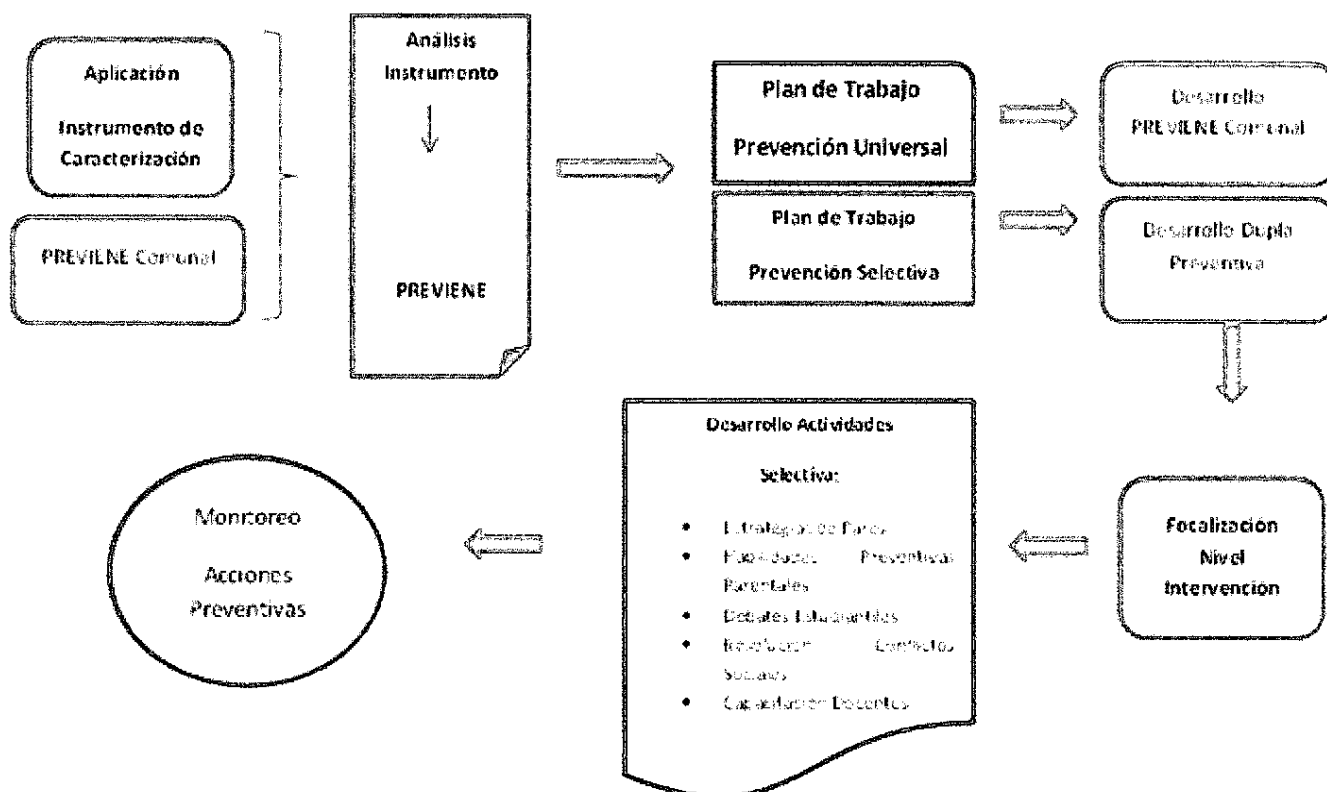 Aplicación
Instrumento de
Caracterización
PREVIENE Comunal
Análisis
Instrumento
PREVIENE
Plan de Trabajo
Prevención Universal
Plan de Trabajo
Prevención Selectiva
Desarrollo
PREVIENE Comunal
Desarrollo Dupla
Preventiva
Focalización
Nivel
Intervención
Desarrollo Actividades
Selectiva:
• Estrategias de Pares
• Habilidades Preventivas
Parentales
• Debates Estudiantiles
• Resolución Conflictos
Sociales
• Capacitación Docentes
Monitoreo
Acciones
Preventivas